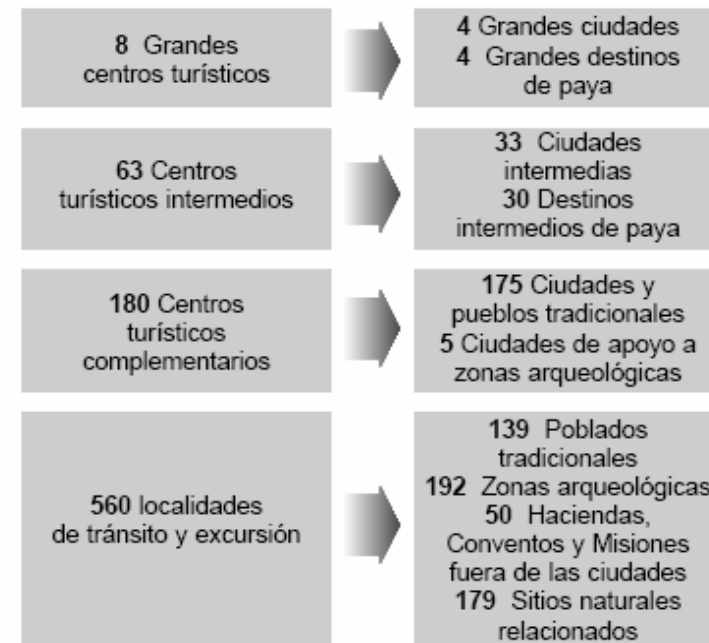 8 Grandes
centros turísticos
4 Grandes ciudades
4 Grandes destinos
de paya
63 Centros
turísticos intermedios
33 Ciudades
intermedias
30 Destinos
intermedios de paya
180 Centros
turísticos
complementarios
175 Ciudades y
pueblos tradicionales
5 Ciudades de apoyo a
zonas arqueológicas
560 localidades
de tránsito y excursión
139 Poblados
tradicionales
192 Zonas arqueológicas
50 Haciendas,
Conventos y Misiones
fuera de las ciudades
179 Sitios naturales
relacionados